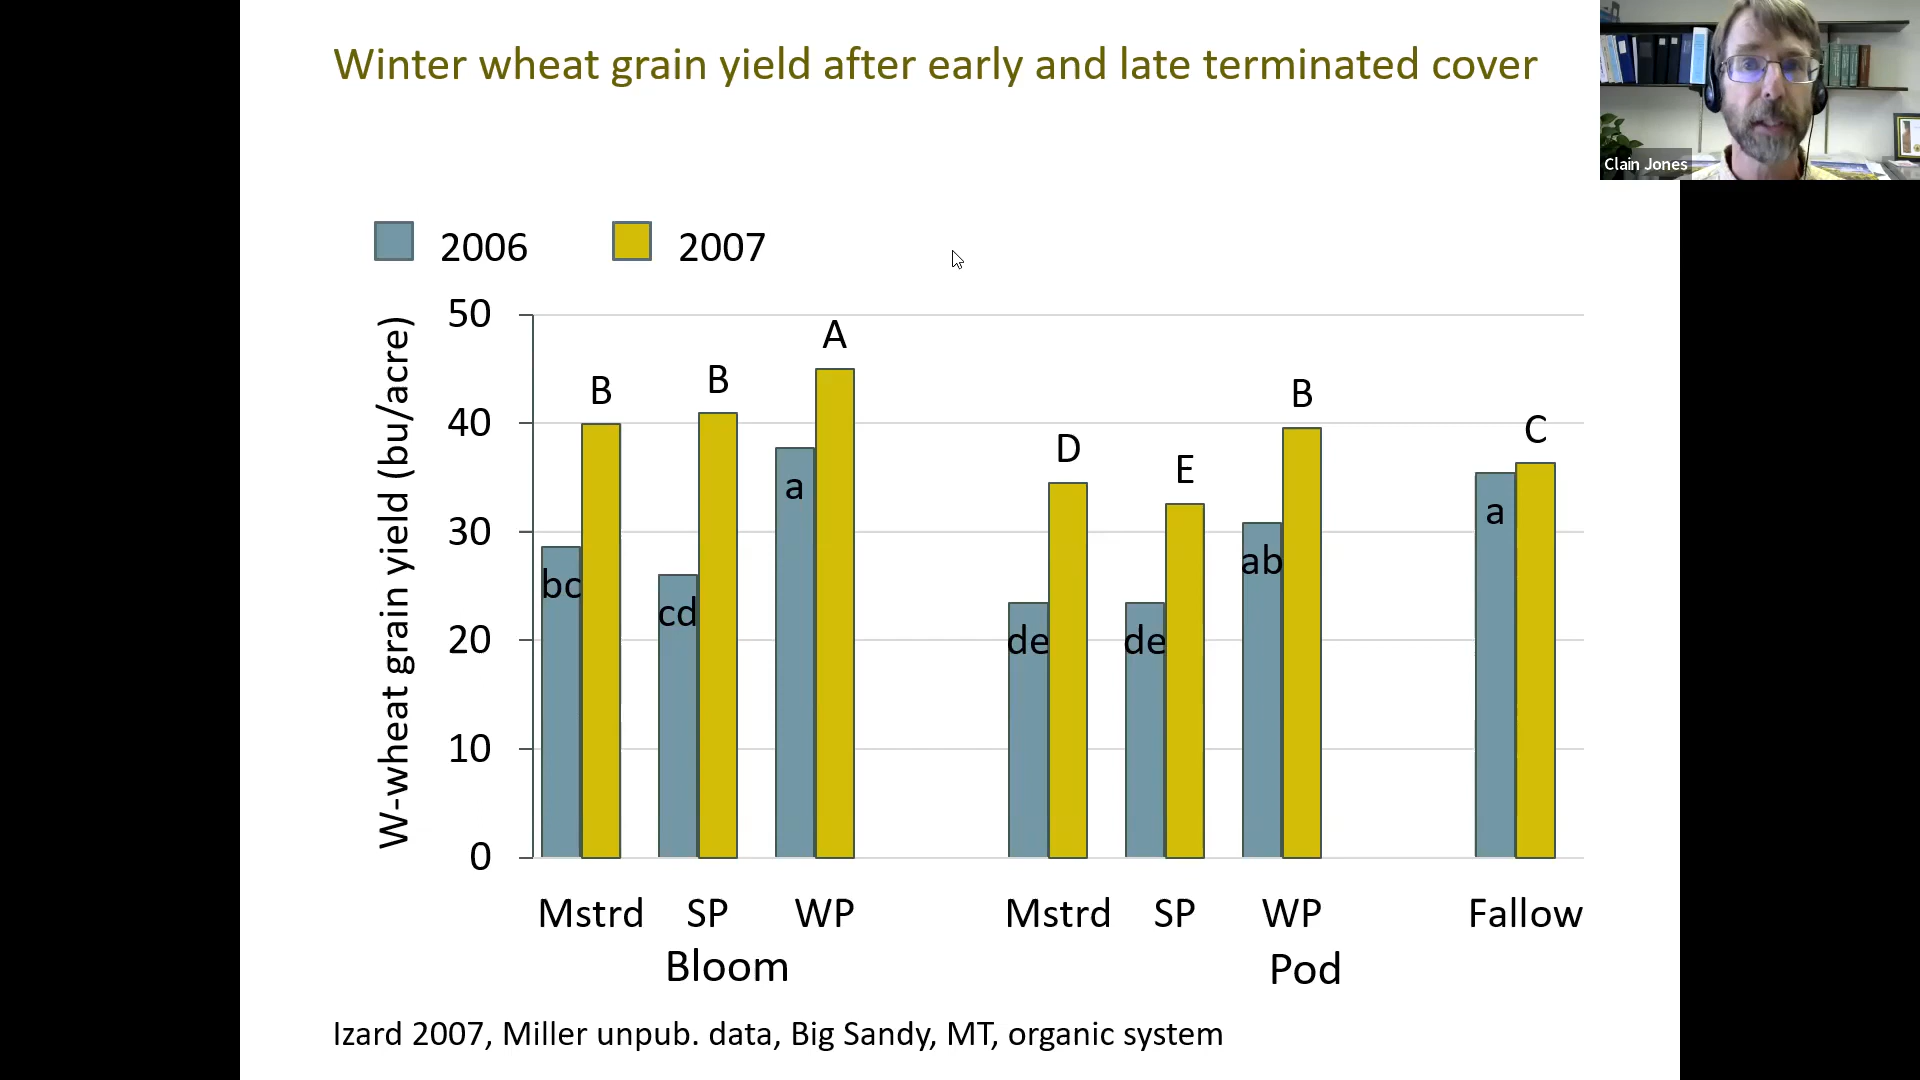 Winter wheat grain yield after early and late terminated cover
Clain Jones
2006
2007
W-wheat grain yield (bu/acre)
50
40
30
20
10
0
bc
B
cd
B
a
A
de
D
de
E
ab
B
a
C
Mstrd SP WP Mstrd SP WP Fallow
Bloom Pod
Izard 2007, Miller unpub. data, Big Sandy, MT, organic system